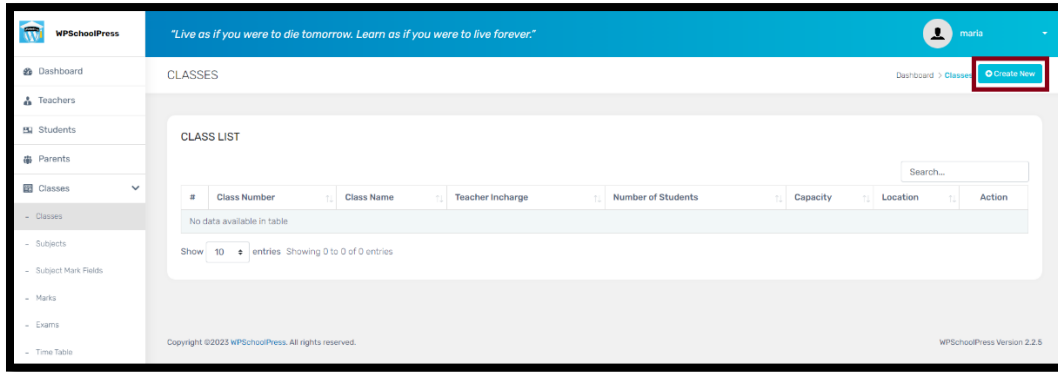 WPSchoolPress
"Live as if you were to die tomorrow. Learn as if you were to live forever."
maria
Dashboard
Teachers
Students
Parents
Classes
- Classes
- Subjects
- Subject Mark Fields
- Marks
- Exams
- Time Table
CLASSES
Dashboard > Classes
Create New
CLASS LIST
Search...
# Class Number Class Name Teacher Incharge Number of Students Capacity Location Action
No data available in table
Show 10 entries Showing 0 to 0 of 0 entries
Copyright ©2023 WPSchoolPress. All rights reserved.
WPSchoolPress Version 2.2.5